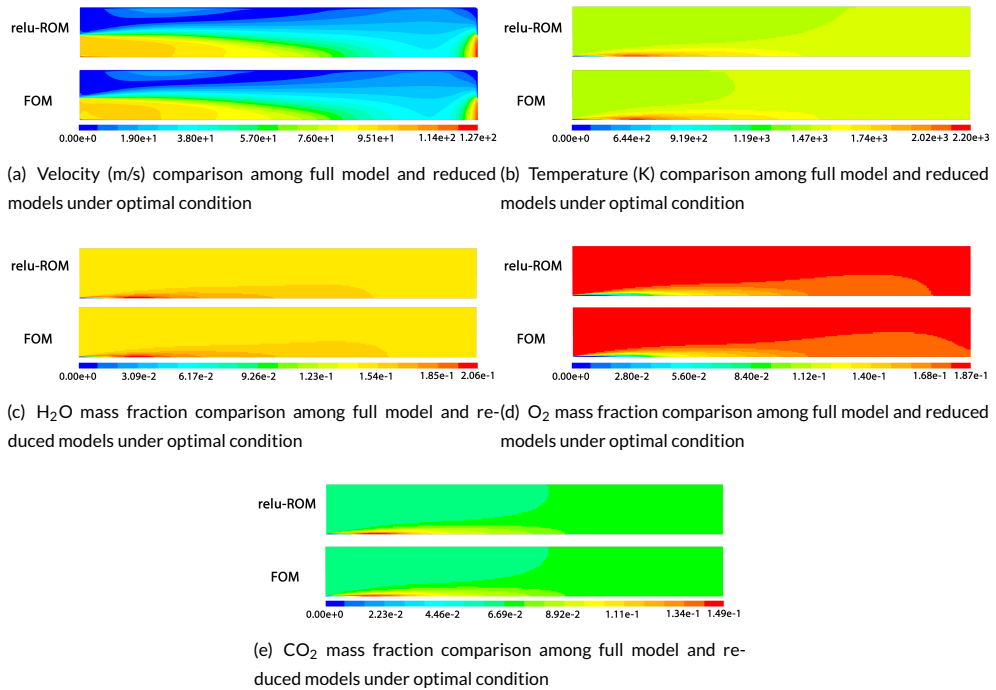 relu-ROM
FOM
0.00e+0 1.90e+1 3.80e+1 5.70e+1 7.60e+1 9.51e+1 1.14e+2 1.27e+2
(a) Velocity (m/s) comparison among full model and reduced
models under optimal condition
relu-ROM
FOM
0.00e+0 6.44e+2 9.19e+2 1.19e+3 1.47e+3 1.74e+3 2.02e+3 2.20e+3
(b) Temperature (K) comparison among full model and reduced
models under optimal condition
relu-ROM
FOM
0.00e+0 3.09e-2 6.17e-2 9.26e-2 1.23e-1 1.54e-1 1.85e-1 2.06e-1
(c) H₂O mass fraction comparison among full model and re-
duced models under optimal condition
relu-ROM
FOM
0.00e+0 2.80e-2 5.60e-2 8.40e-2 1.12e-1 1.40e-1 1.68e-1 1.87e-1
(d) O₂ mass fraction comparison among full model and reduced
models under optimal condition
relu-ROM
FOM
0.00e+0 2.23e-2 4.46e-2 6.69e-2 8.92e-2 1.11e-1 1.34e-1 1.49e-1
(e) CO₂ mass fraction comparison among full model and re-
duced models under optimal condition